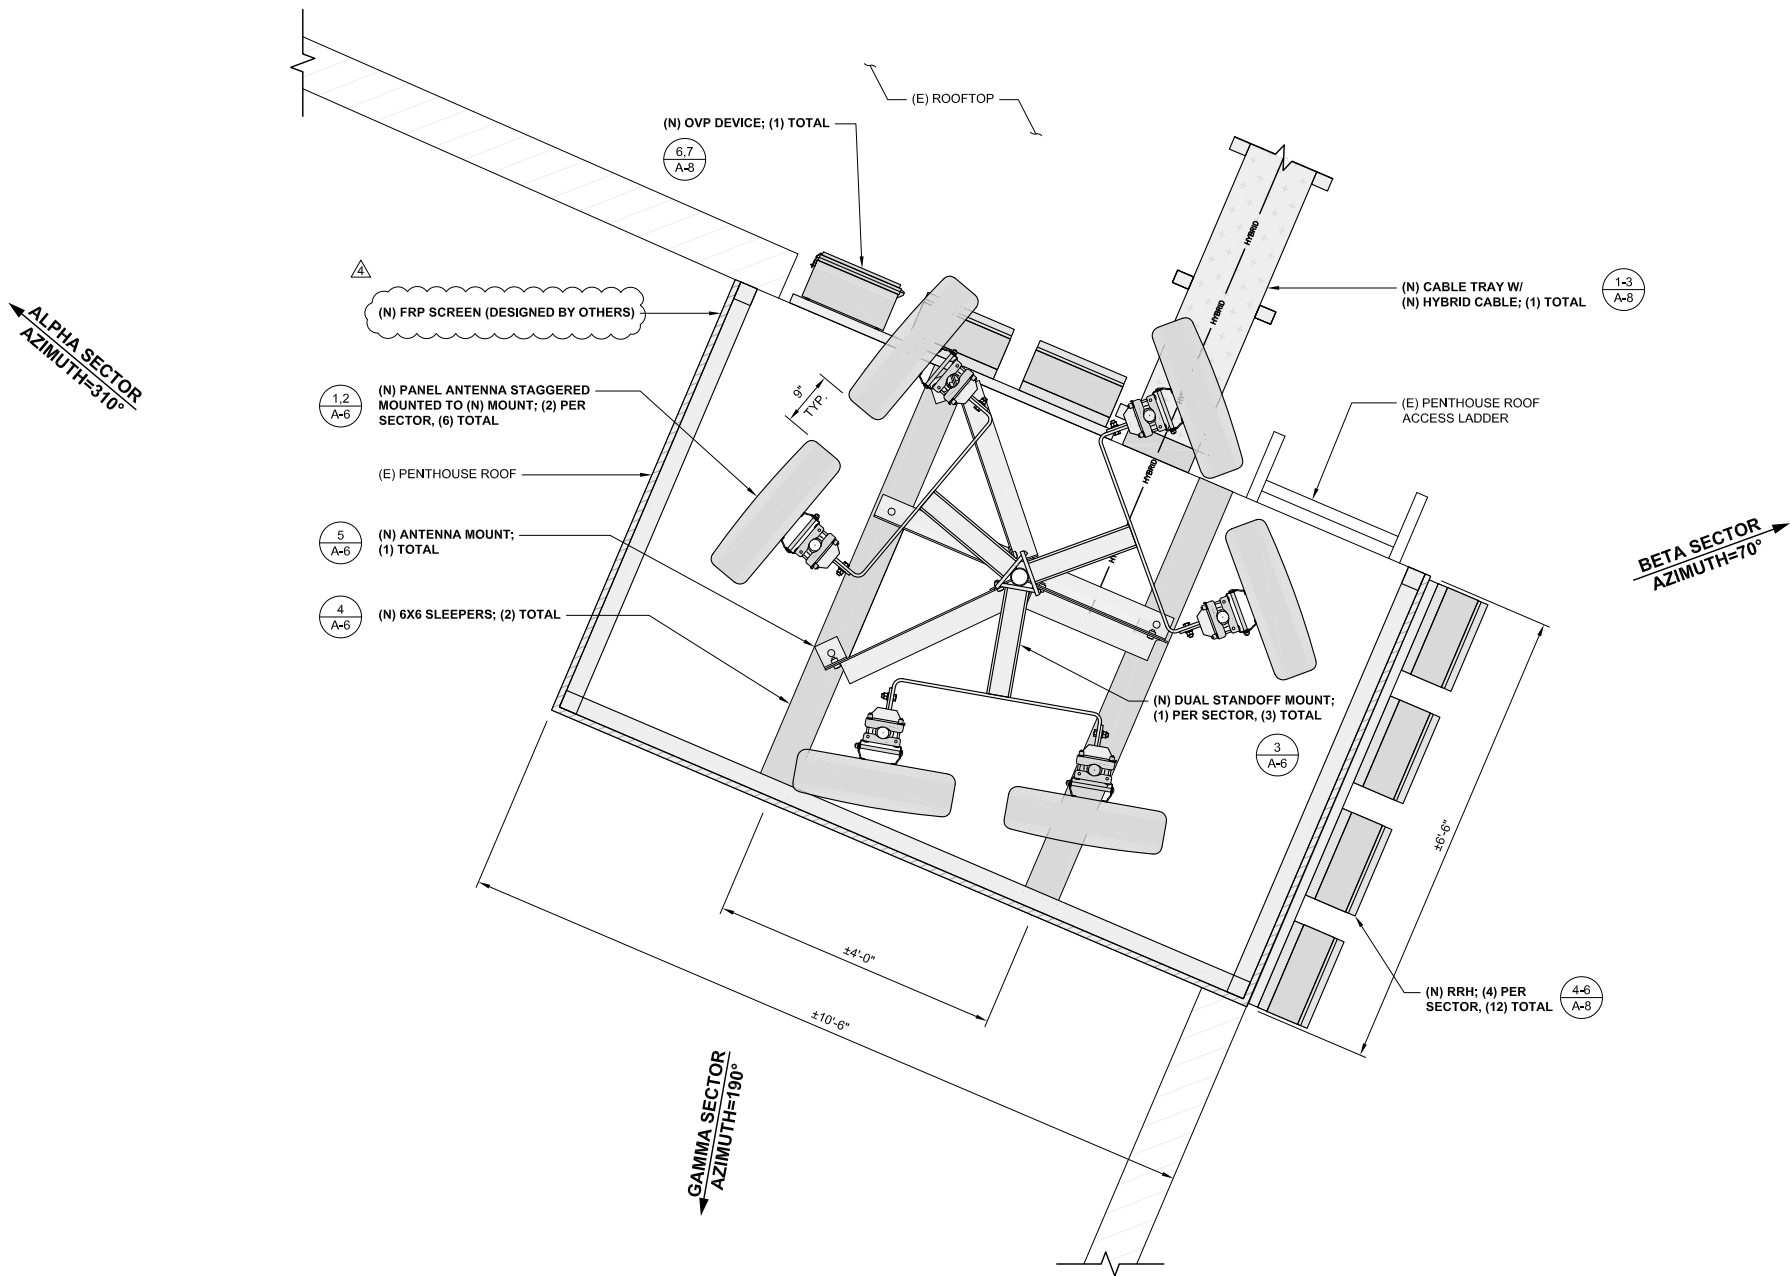 (E) ROOFTOP
(N) OVP DEVICE; (1) TOTAL
6,7
A-8
HYBRID
HYBRID
HYBRID
HY
HY
4
(N) FRP SCREEN (DESIGNED BY OTHERS)
(N) CABLE TRAY W/
(N) HYBRID CABLE; (1) TOTAL
1-3
A-8
ALPHA SECTOR
AZIMUTH=310°
1,2
A-6
(N) PANEL ANTENNA STAGGERED
MOUNTED TO (N) MOUNT; (2) PER
SECTOR, (6) TOTAL
9"
TYP.
(E) PENTHOUSE ROOF
ACCESS LADDER
(E) PENTHOUSE ROOF
5
A-6
(N) ANTENNA MOUNT;
(1) TOTAL
BETA SECTOR
AZIMUTH=70°
4
A-6
(N) 6X6 SLEEPERS; (2) TOTAL
(N) DUAL STANDOFF MOUNT;
(1) PER SECTOR, (3) TOTAL
3
A-6
±6'-6"
±4'-0"
±10'-6"
(N) RRH; (4) PER
SECTOR, (12) TOTAL
4-6
A-8
GAMMA SECTOR
AZIMUTH=190°